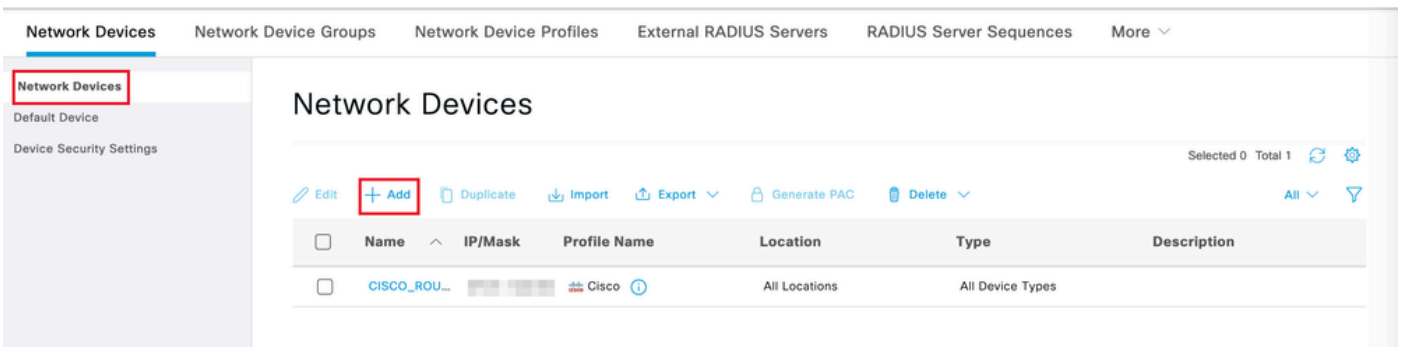 Network Devices Network Device Groups Network Device Profiles External RADIUS Servers RADIUS Server Sequences More
Network Devices
Default Device
Device Security Settings
Network Devices
Selected 0 Total 1
Edit + Add Duplicate Import Export Generate PAC Delete All
Name IP/Mask Profile Name Location Type Description
CISCO_ROU... Cisco All Locations All Device Types